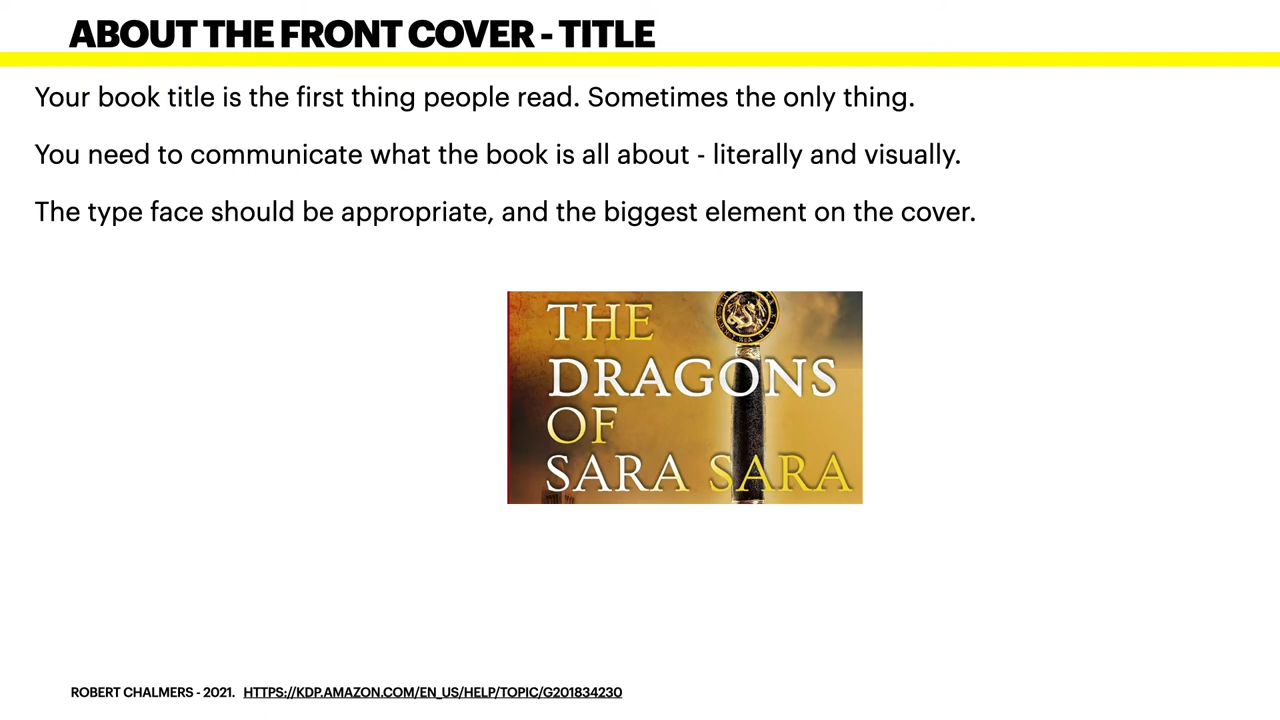 ABOUT THE FRONT COVER - TITLE
Your book title is the first thing people read. Sometimes the only thing.
You need to communicate what the book is all about - literally and visually.
The type face should be appropriate, and the biggest element on the cover.
THE
DRAGONS
OF
SARA SARA
ROBERT CHALMERS - 2021. HTTPS://KDP.AMAZON.COM/EN_US/HELP/TOPIC/G201834230